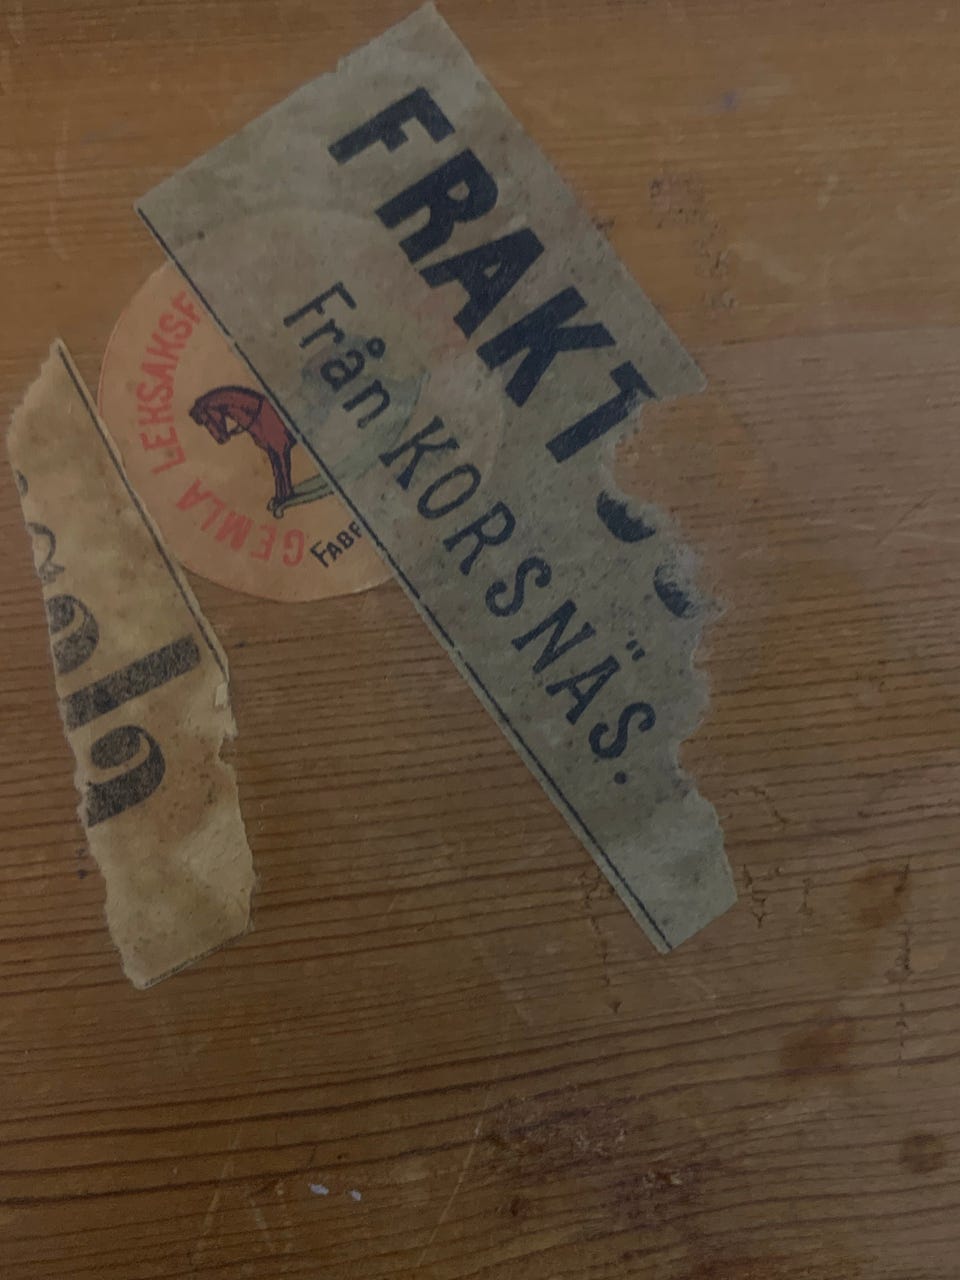 FRAKT
Från KORSNÄS.
GEMLA LEKSAKSF
FABR